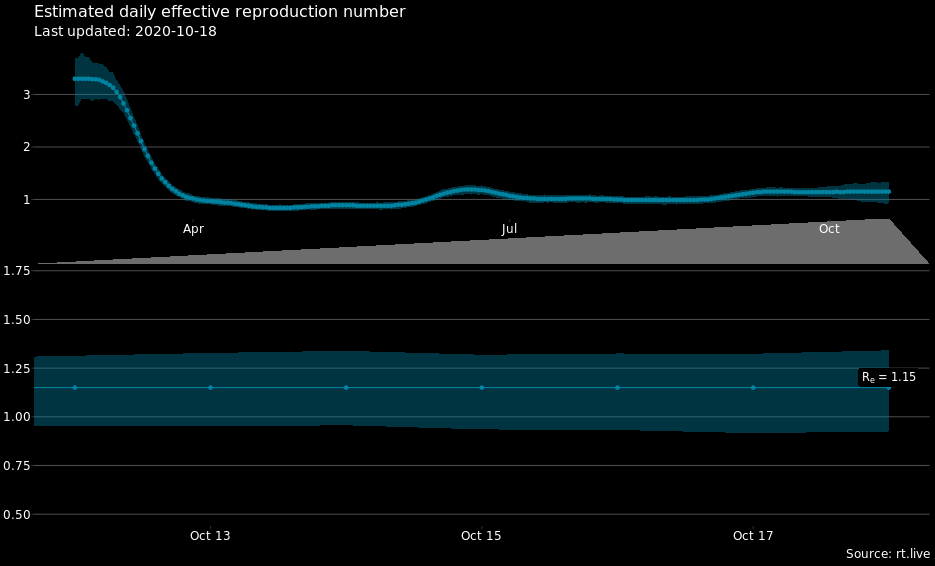 Estimated daily effective reproduction number
Last updated: 2020-10-18
3
2
1
Apr Jul Oct
1.75
1.50
1.25
Re = 1.15
1.00
0.75
0.50
Oct 13 Oct 15 Oct 17
Source: rt.live